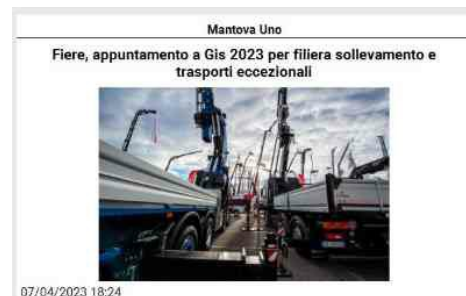 Mantova Uno
Fiere, appuntamento a Gis 2023 per filiera sollevamento e
trasporti eccezionali
07/04/2023 18:24